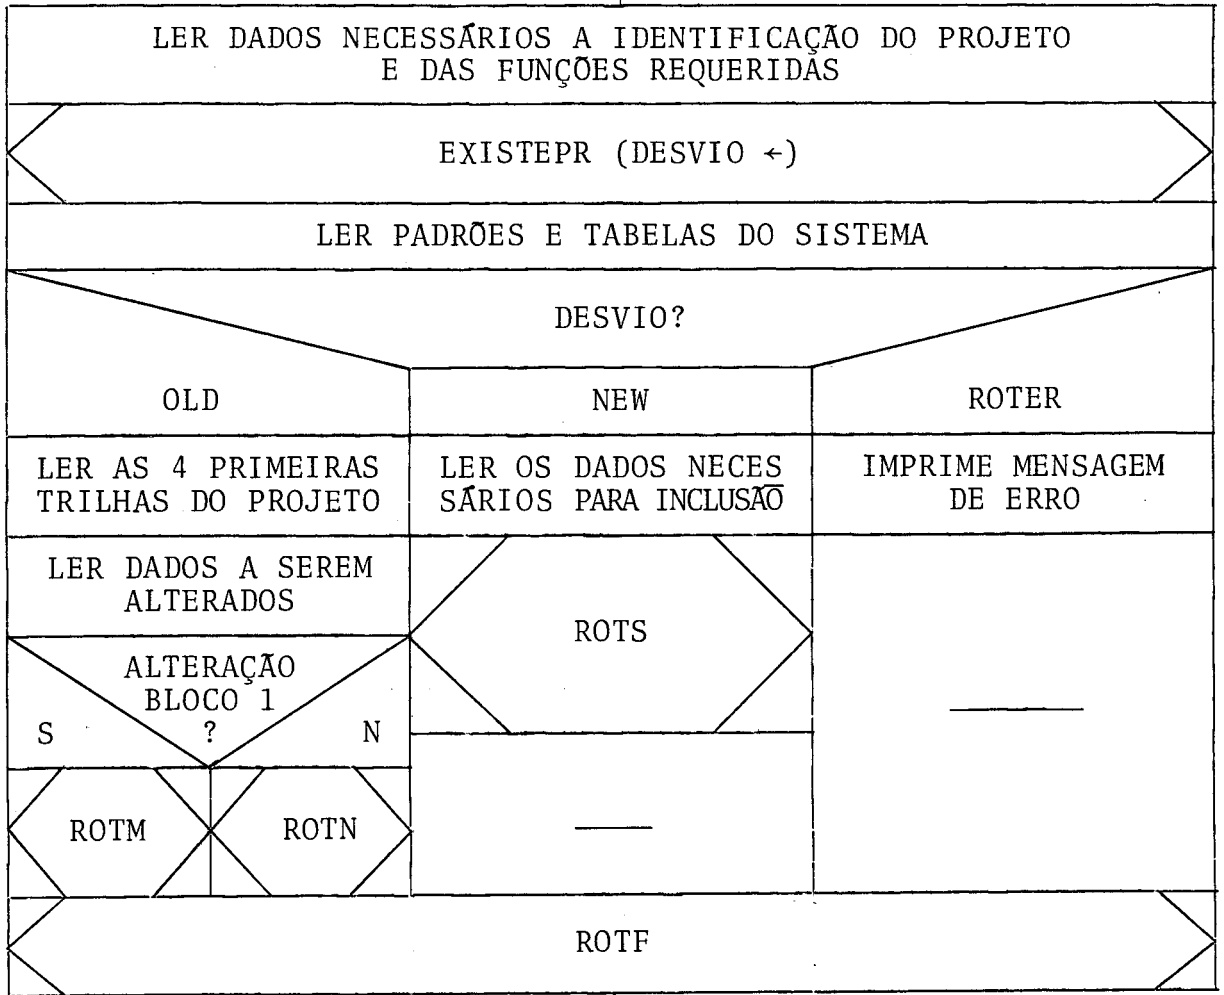 LER DADOS NECESSÁRIOS A IDENTIFICAÇÃO DO PROJETO
E DAS FUNÇÕES REQUERIDAS
EXISTEPR (DESVIO ←)
LER PADRÕES E TABELAS DO SISTEMA
DESVIO?
OLD
NEW
ROTER
LER AS 4 PRIMEIRAS
TRILHAS DO PROJETO
LER OS DADOS NECES
SÁRIOS PARA INCLUSÃO
IMPRIME MENSAGEM
DE ERRO
LER DADOS A SEREM
ALTERADOS
ROTS
ALTERAÇÃO
BLOCO 1
S ? N
ROTM
ROTN
ROTF